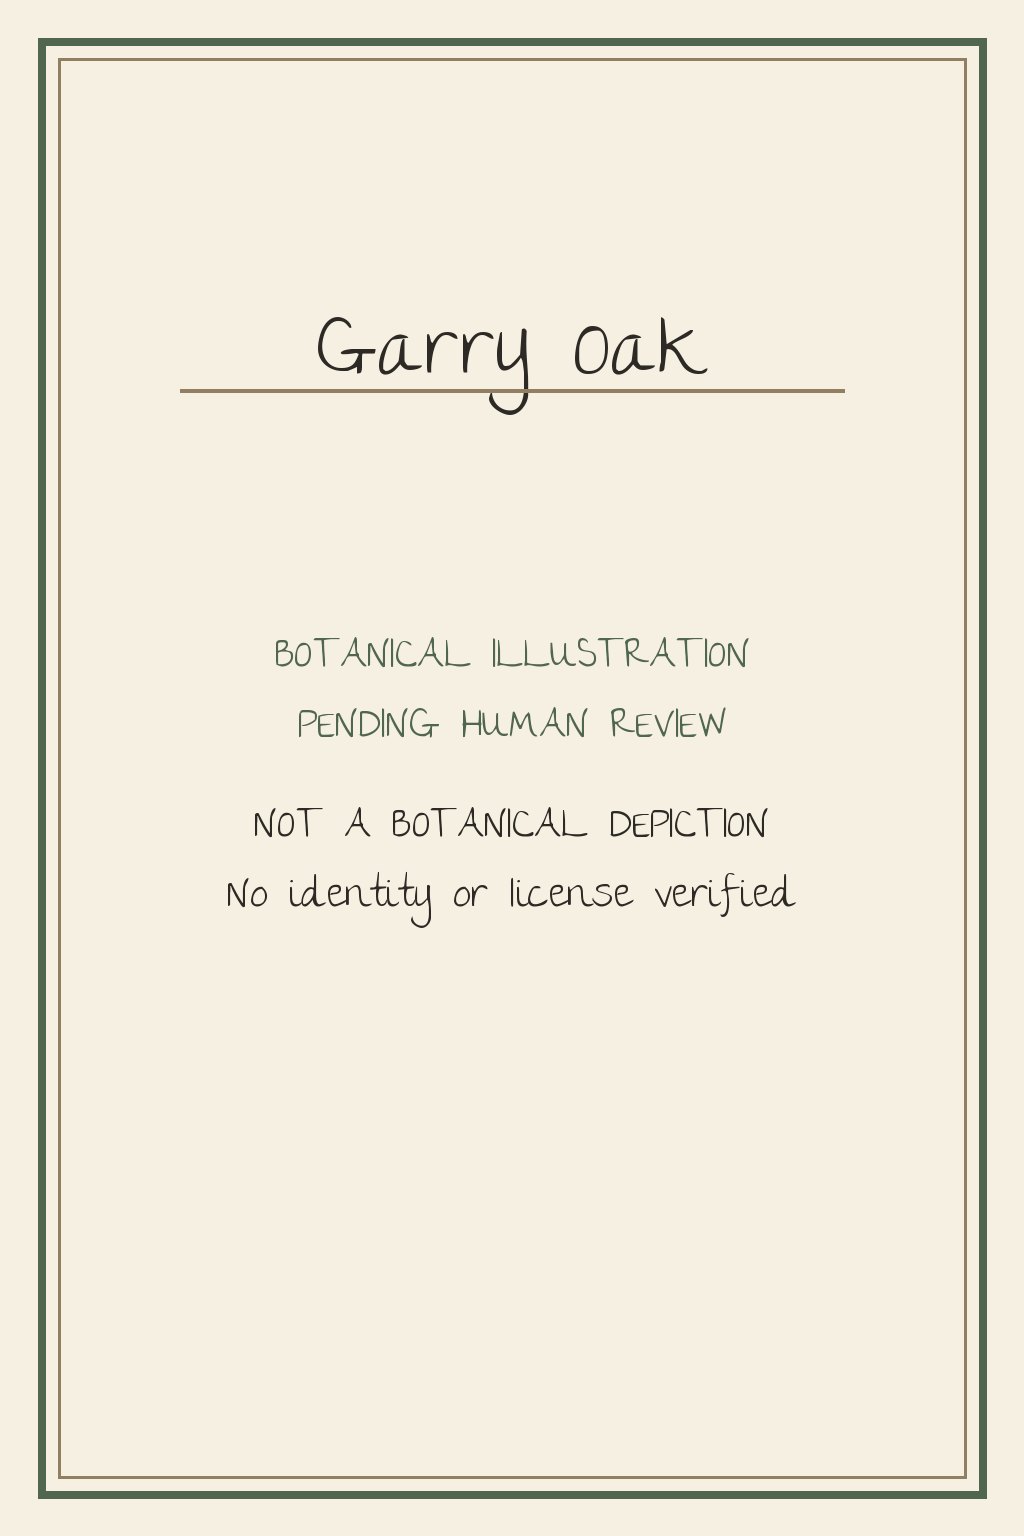 Garry Oak
BOTANICAL ILLUSTRATION
PENDING HUMAN REVIEW
NOT A BOTANICAL DEPICTION
No identity or license verified